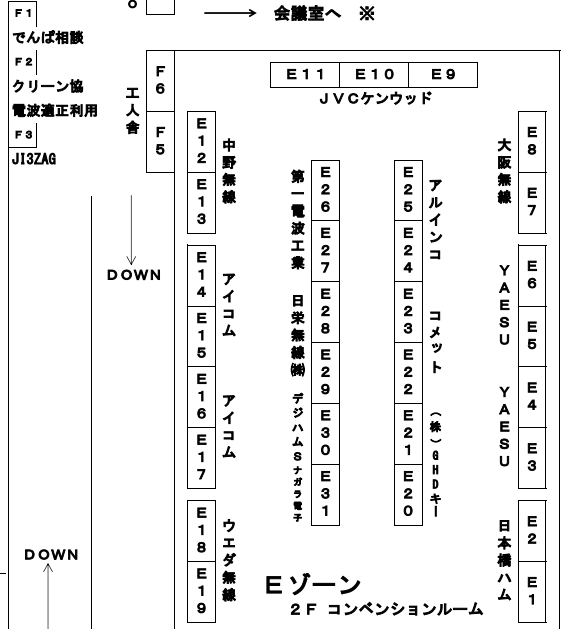 会議室へ ※
F1
でんぱ相談
F2
クリーン協
電波適正利用
F3
JI3ZAG
F6
F5
工人舎
DOWN
DOWN
E11
E10
E9
JVCケンウッド
E12
E13
中野無線
E14
E15
アイコム
E16
E17
アイコム
E18
E19
ウエダ無線
第一電波工業
E26
E27
日栄無線㈱
E28
E29
デジハムS
ナガラ電子
E30
E31
E25
E24
アルインコ
E23
E22
コメット
E21
E20
(株)GHDキー
大阪無線
E8
E7
YAESU
E6
E5
YAESU
E4
E3
日本橋ハム
E2
E1
Eゾーン
2F コンベンションルーム